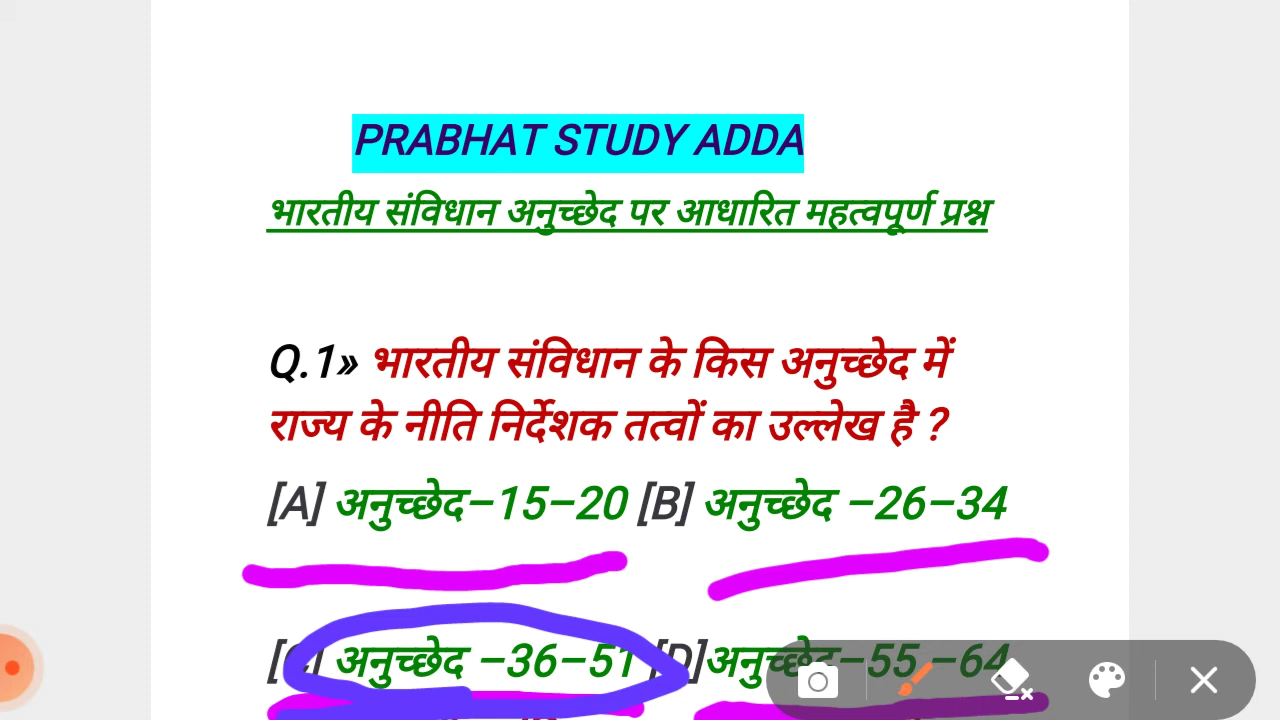 PRABHAT STUDY ADDA
भारतीय संविधान अनुच्छेद पर आधारित महत्वपूर्ण प्रश्न
Q.1» भारतीय संविधान के किस अनुच्छेद में
राज्य के नीति निर्देशक तत्वों का उल्लेख है ?
[A] अनुच्छेद–15–20 [B] अनुच्छेद –26–34
[C] अनुच्छेद –36–51 [D]अनुच्छेद–55 –64